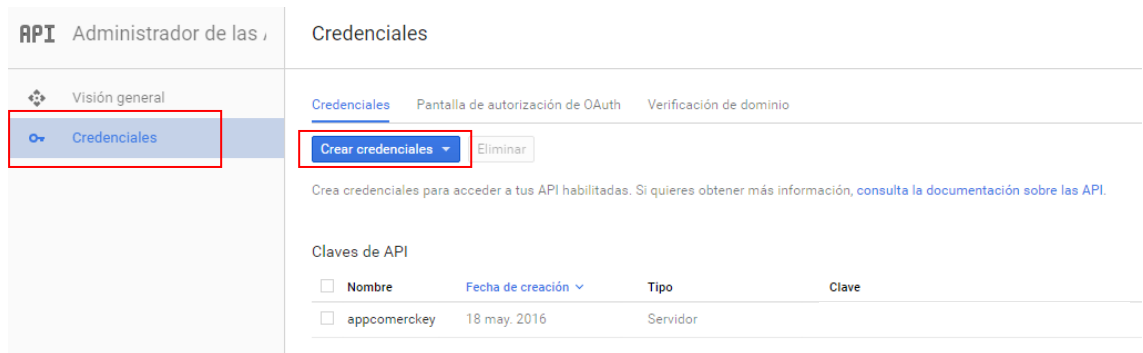 API Administrador de las
Credenciales
Visión general
Credenciales
Credenciales Pantalla de autorización de OAuth Verificación de dominio
Crear credenciales Eliminar
Crea credenciales para acceder a tus API habilitadas. Si quieres obtener más información, consulta la documentación sobre las API.
Claves de API
Nombre Fecha de creación Tipo Clave
appcomerckey 18 may. 2016 Servidor